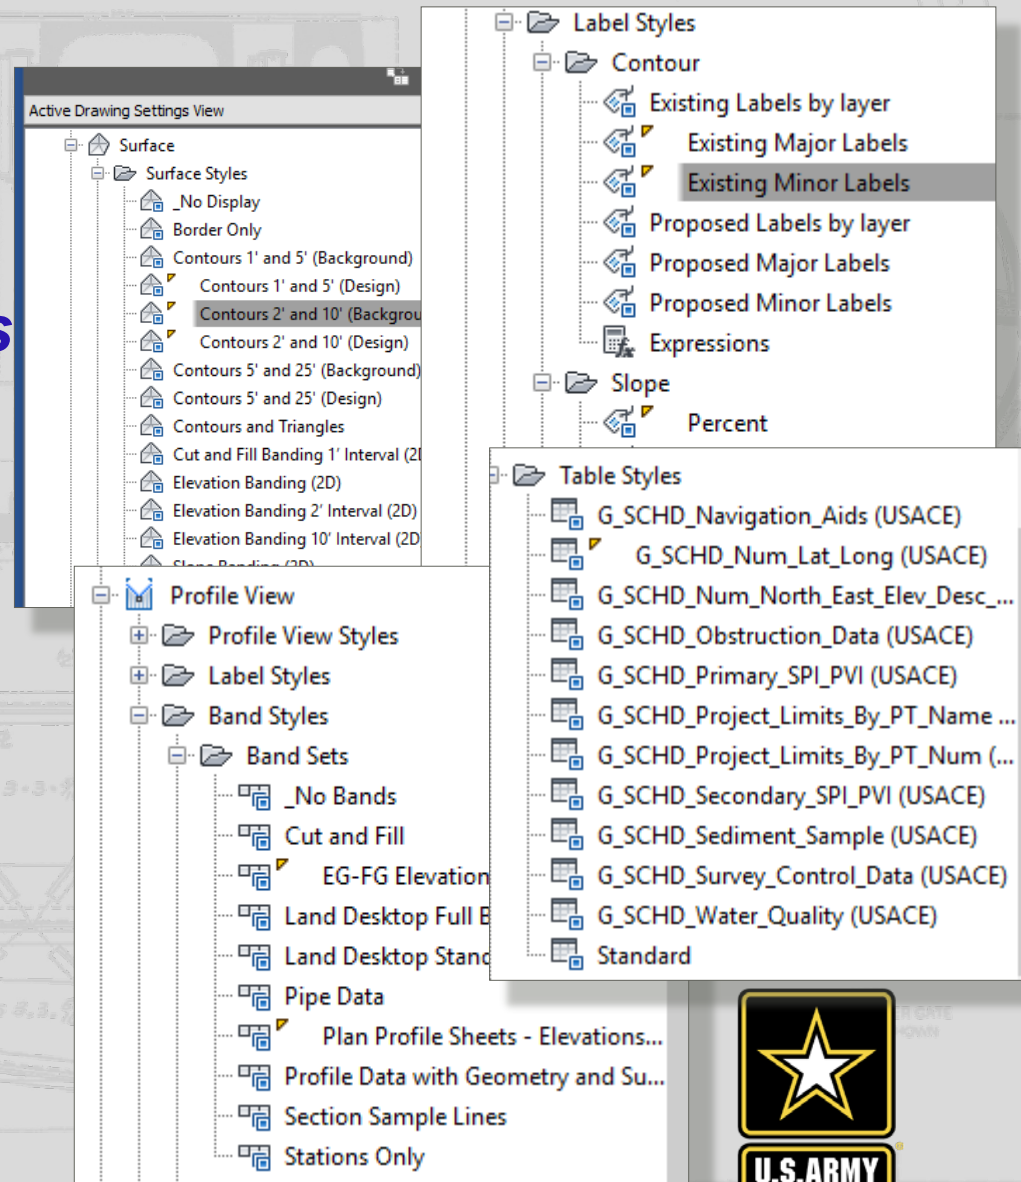 Active Drawing Settings View
Surface
Surface Styles
_No Display
Border Only
Contours 1' and 5' (Background)
Contours 1' and 5' (Design)
Contours 2' and 10' (Backgrou
Contours 2' and 10' (Design)
Contours 5' and 25' (Background)
Contours 5' and 25' (Design)
Contours and Triangles
Cut and Fill Banding 1' Interval (2D
Elevation Banding (2D)
Elevation Banding 2' Interval (2D)
Elevation Banding 10' Interval (2D
Slope Banding (2D)
s
Label Styles
Contour
Existing Labels by layer
Existing Major Labels
Existing Minor Labels
Proposed Labels by layer
Proposed Major Labels
Proposed Minor Labels
Expressions
Slope
Percent
Table Styles
G_SCHD_Navigation_Aids (USACE)
G_SCHD_Num_Lat_Long (USACE)
G_SCHD_Num_North_East_Elev_Desc_...
G_SCHD_Obstruction_Data (USACE)
G_SCHD_Primary_SPI_PVI (USACE)
G_SCHD_Project_Limits_By_PT_Name ...
G_SCHD_Project_Limits_By_PT_Num (...
G_SCHD_Secondary_SPI_PVI (USACE)
G_SCHD_Sediment_Sample (USACE)
G_SCHD_Survey_Control_Data (USACE)
G_SCHD_Water_Quality (USACE)
Standard
Profile View
Profile View Styles
Label Styles
Band Styles
Band Sets
_No Bands
Cut and Fill
EG-FG Elevation
Land Desktop Full
Land Desktop Stand
Pipe Data
Plan Profile Sheets - Elevations...
Profile Data with Geometry and Su...
Section Sample Lines
Stations Only
U.S.ARMY